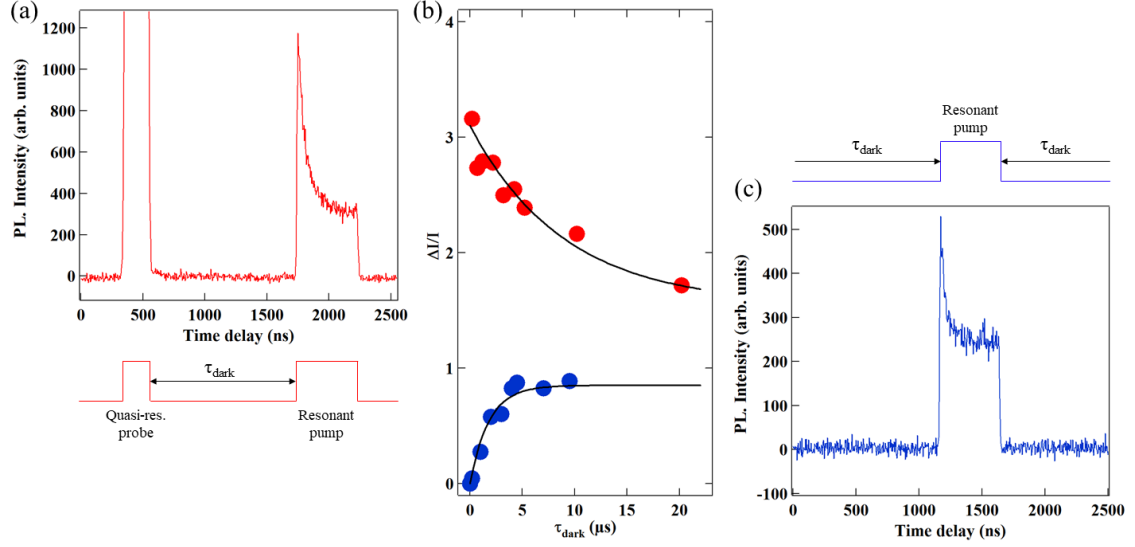 (a)
1200
1000
800
600
400
200
0
PL. Intensity (arb. units)
0 500 1000 1500 2000 2500
Time delay (ns)
τdark
Quasi-res.
probe
Resonant
pump
(b)
4
3
2
1
0
ΔI/I
0 5 10 15 20
τdark (µs)
Resonant
pump
τdark
τdark
(c)
500
400
300
200
100
0
-100
PL. Intensity (arb. units)
0 500 1000 1500 2000 2500
Time delay (ns)